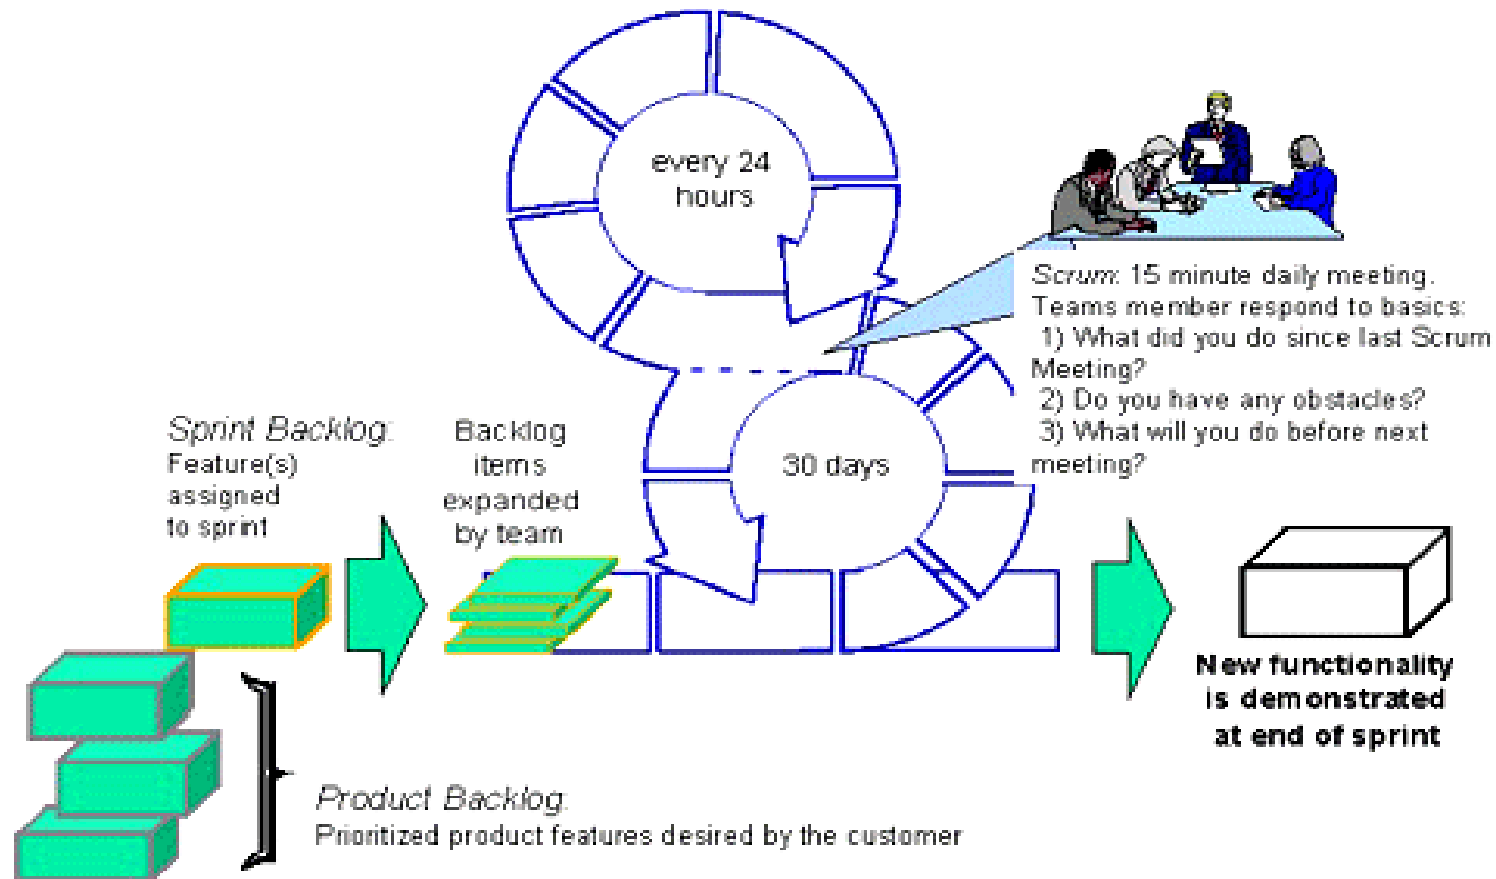 every 24
hours
Scrum: 15 minute daily meeting.
Teams member respond to basics:
1) What did you do since last Scrum
Meeting?
2) Do you have any obstacles?
3) What will you do before next
meeting?
30 days
Sprint Backlog:
Feature(s)
assigned
to sprint
Backlog
items
expanded
by team
New functionality
is demonstrated
at end of sprint
Product Backlog:
Prioritized product features desired by the customer